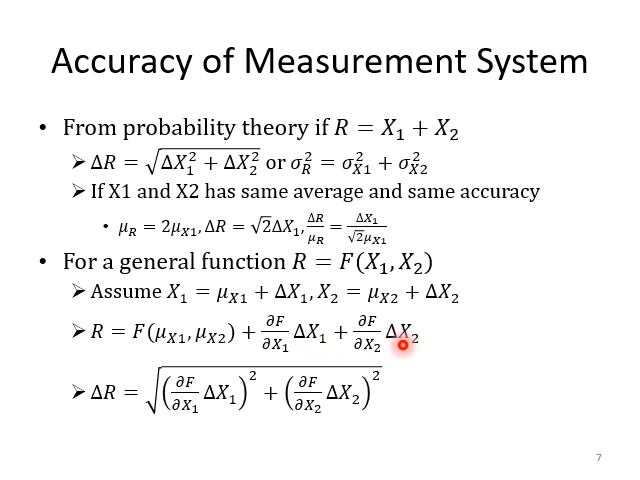 Accuracy of Measurement System
• From probability theory if R = X₁ + X₂
➢ ΔR = √(ΔX₁² + ΔX₂²) or σ_R² = σ_X1² + σ_X2²
➢ If X1 and X2 has same average and same accuracy
• μ_R = 2μ_X1, ΔR = √2ΔX₁, ΔR/μ_R = ΔX₁/(√2μ_X1)
• For a general function R = F(X₁, X₂)
➢ Assume X₁ = μ_X1 + ΔX₁, X₂ = μ_X2 + ΔX₂
➢ R = F(μ_X1, μ_X2) + ∂F/∂X₁ ΔX₁ + ∂F/∂X₂ ΔX₂
➢ ΔR = √((∂F/∂X₁ ΔX₁)² + (∂F/∂X₂ ΔX₂)²)
7